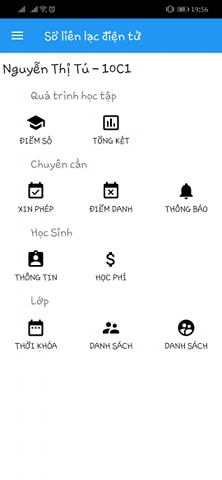 19:56
Sổ liên lạc điện tử
Nguyễn Thị Tú - 10C1
Quá trình học tập
ĐIỂM SỐ TỔNG KẾT
Chuyên cần
XIN PHÉP ĐIỂM DANH THÔNG BÁO
Học Sinh
THÔNG TIN HỌC PHÍ
Lớp
THỜI KHÓA DANH SÁCH DANH SÁCH